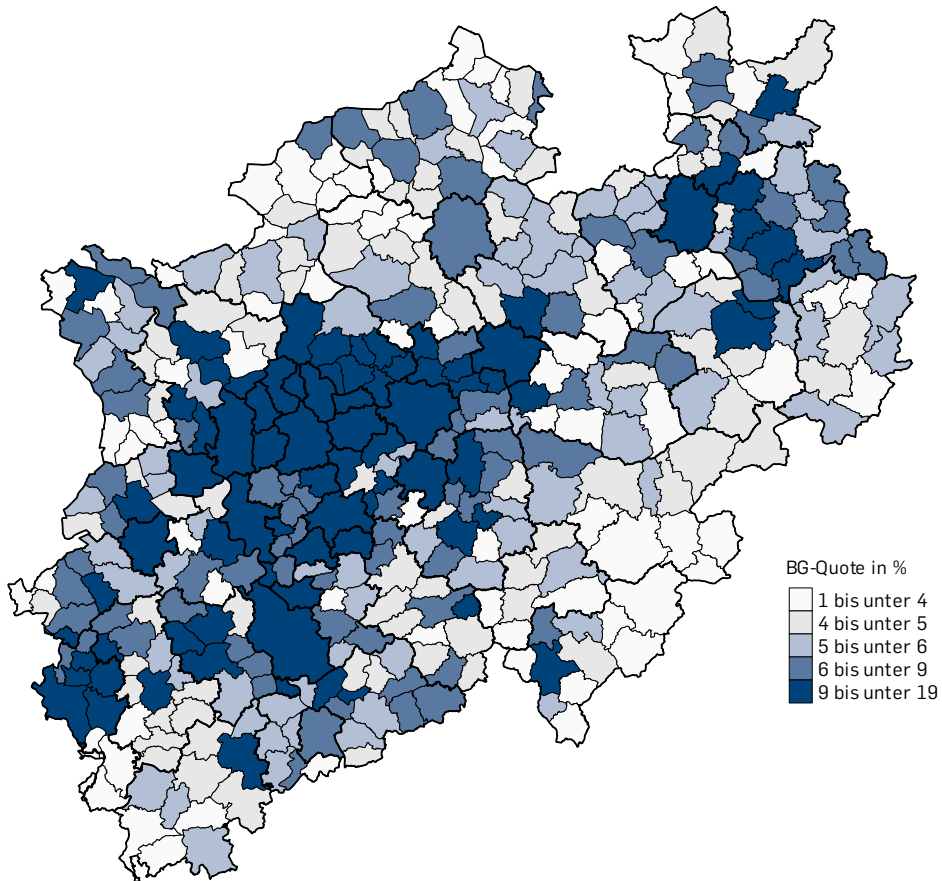 BG-Quote in %
1 bis unter 4
4 bis unter 5
5 bis unter 6
6 bis unter 9
9 bis unter 19